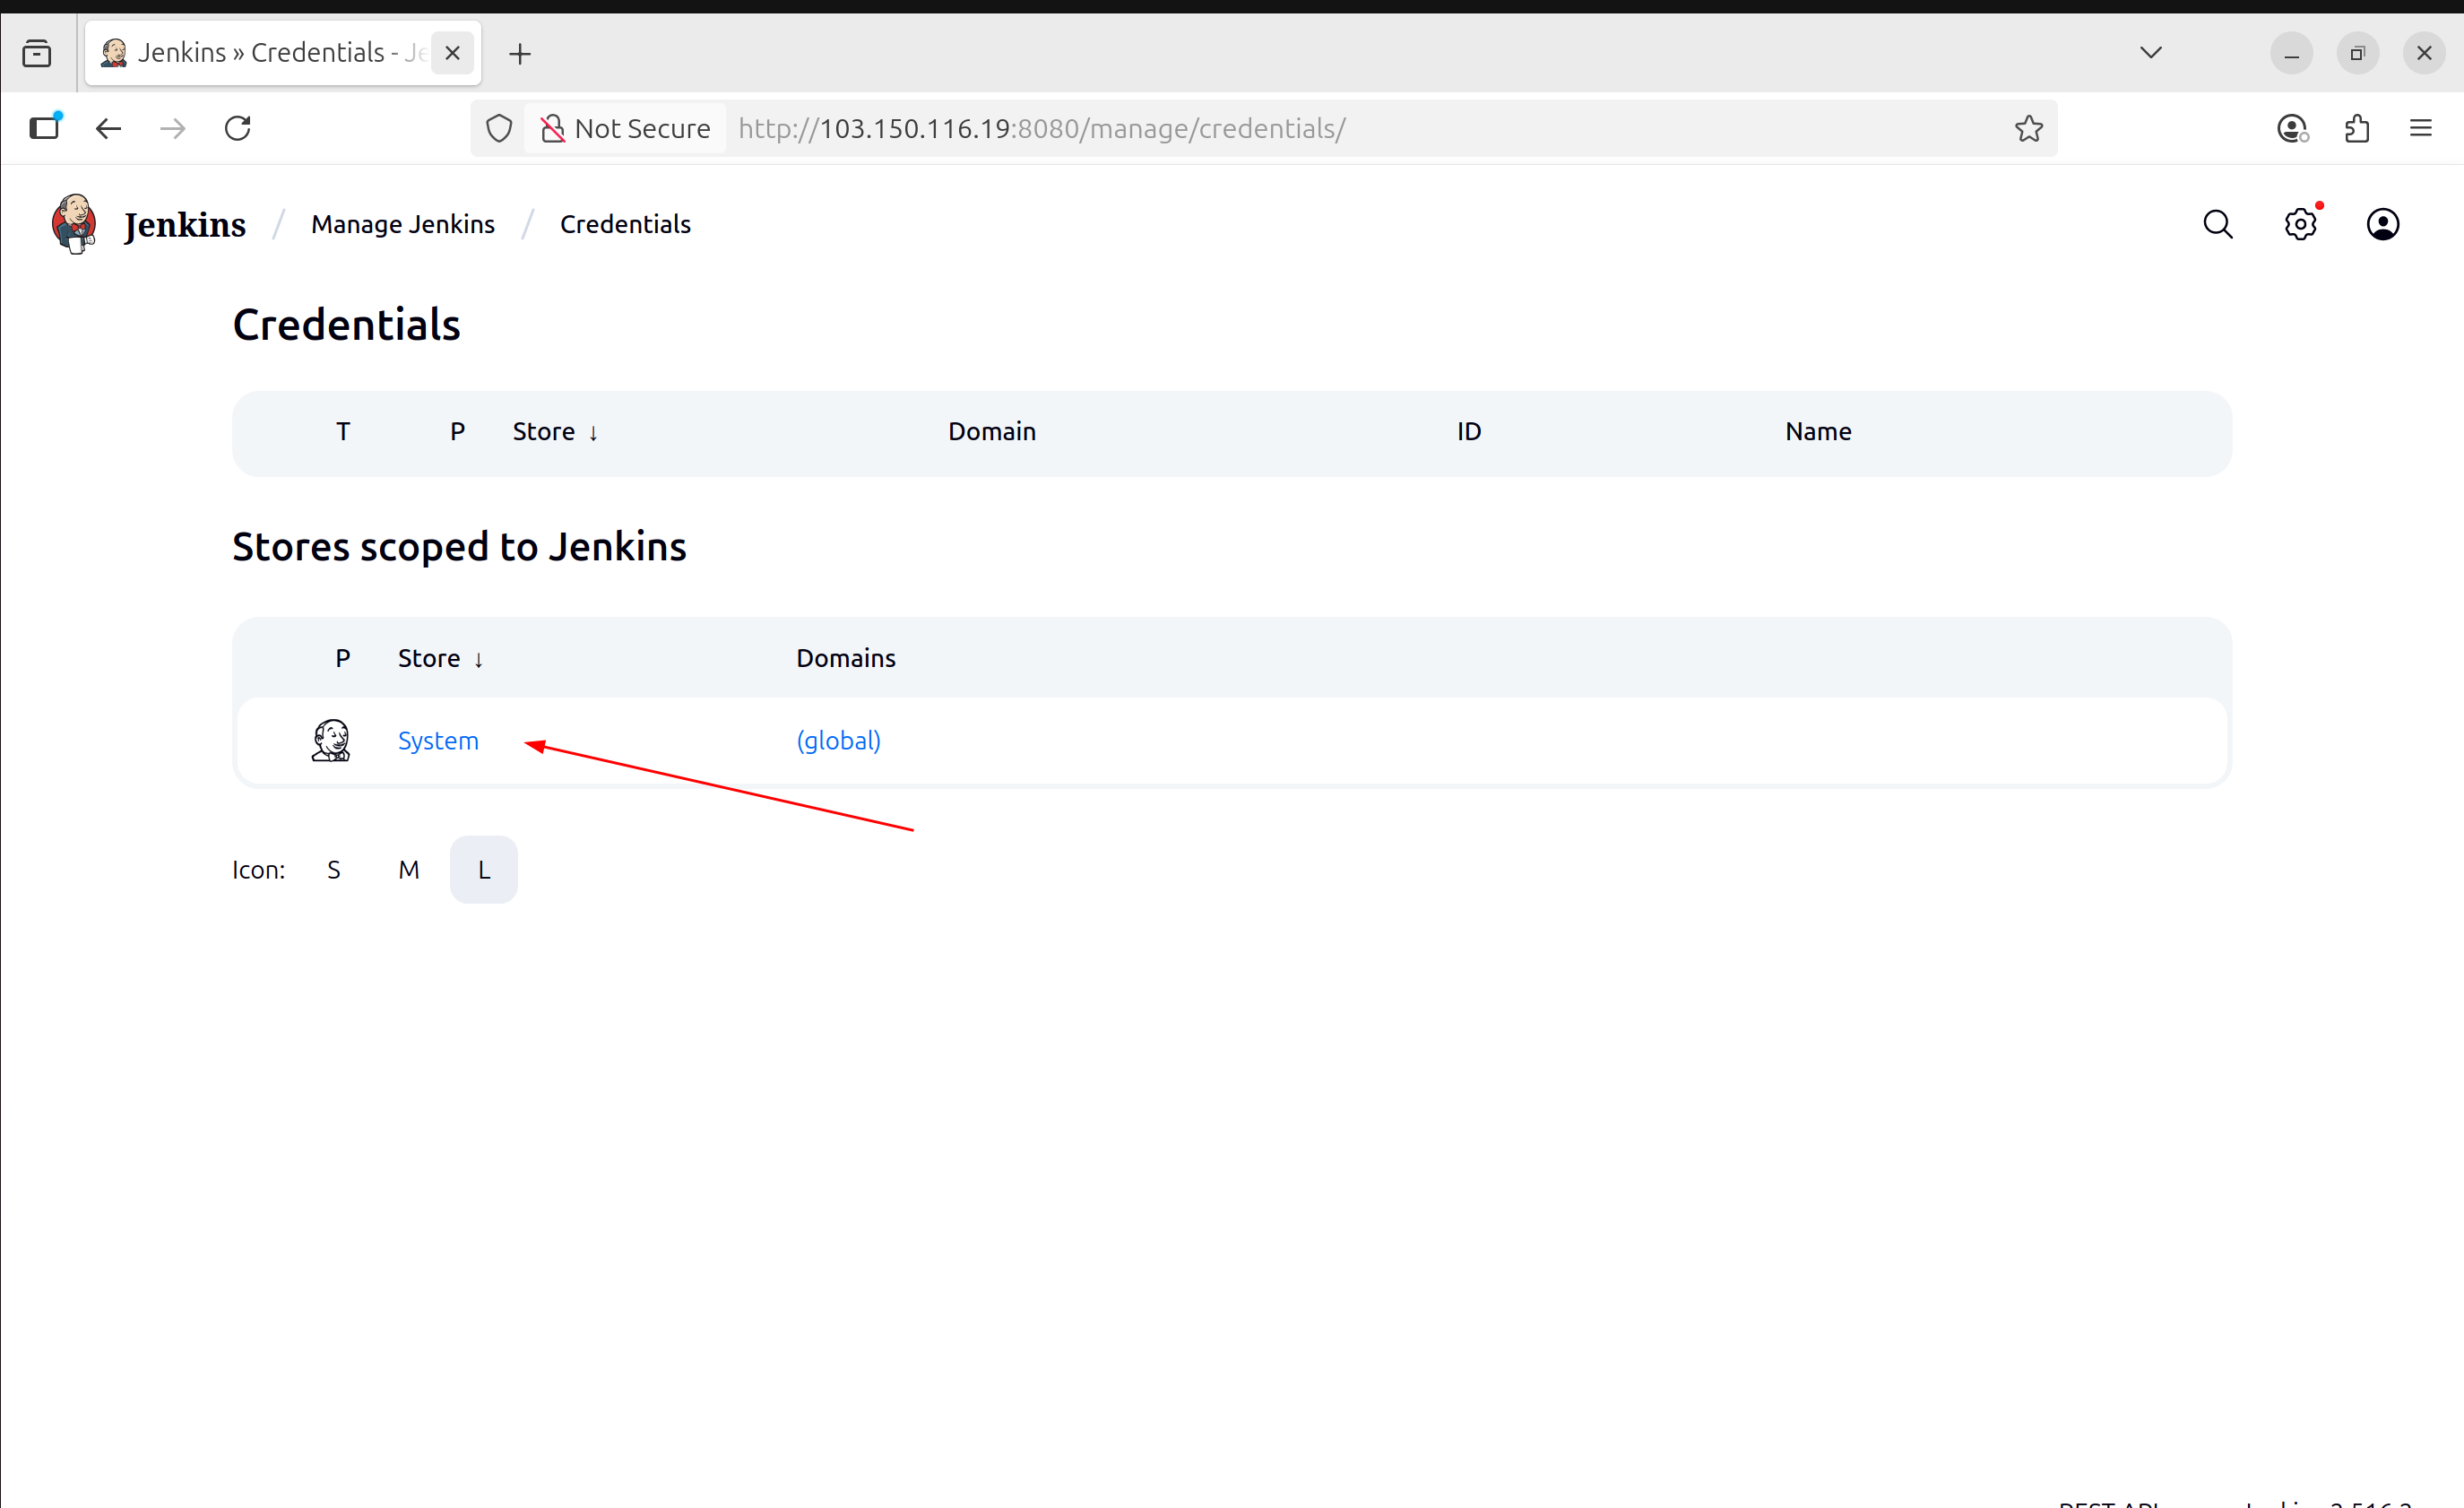 Jenkins » Credentials - Je
Not Secure http://103.150.116.19:8080/manage/credentials/
Jenkins / Manage Jenkins / Credentials
Credentials
T P Store ↓ Domain ID Name
Stores scoped to Jenkins
P Store ↓ Domains
System (global)
Icon: S M L